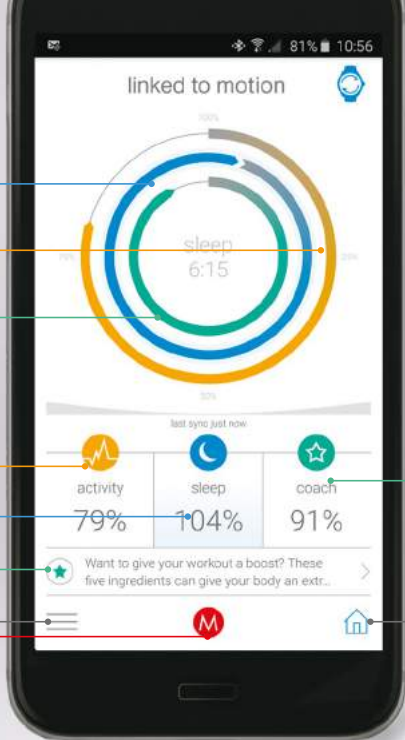 81% 10:56
linked to motion
100%
sleep
6:15
75%
25%
50%
last sync just now
activity
sleep
coach
79%
104%
91%
Want to give your workout a boost? These
five ingredients can give your body an extr...
M